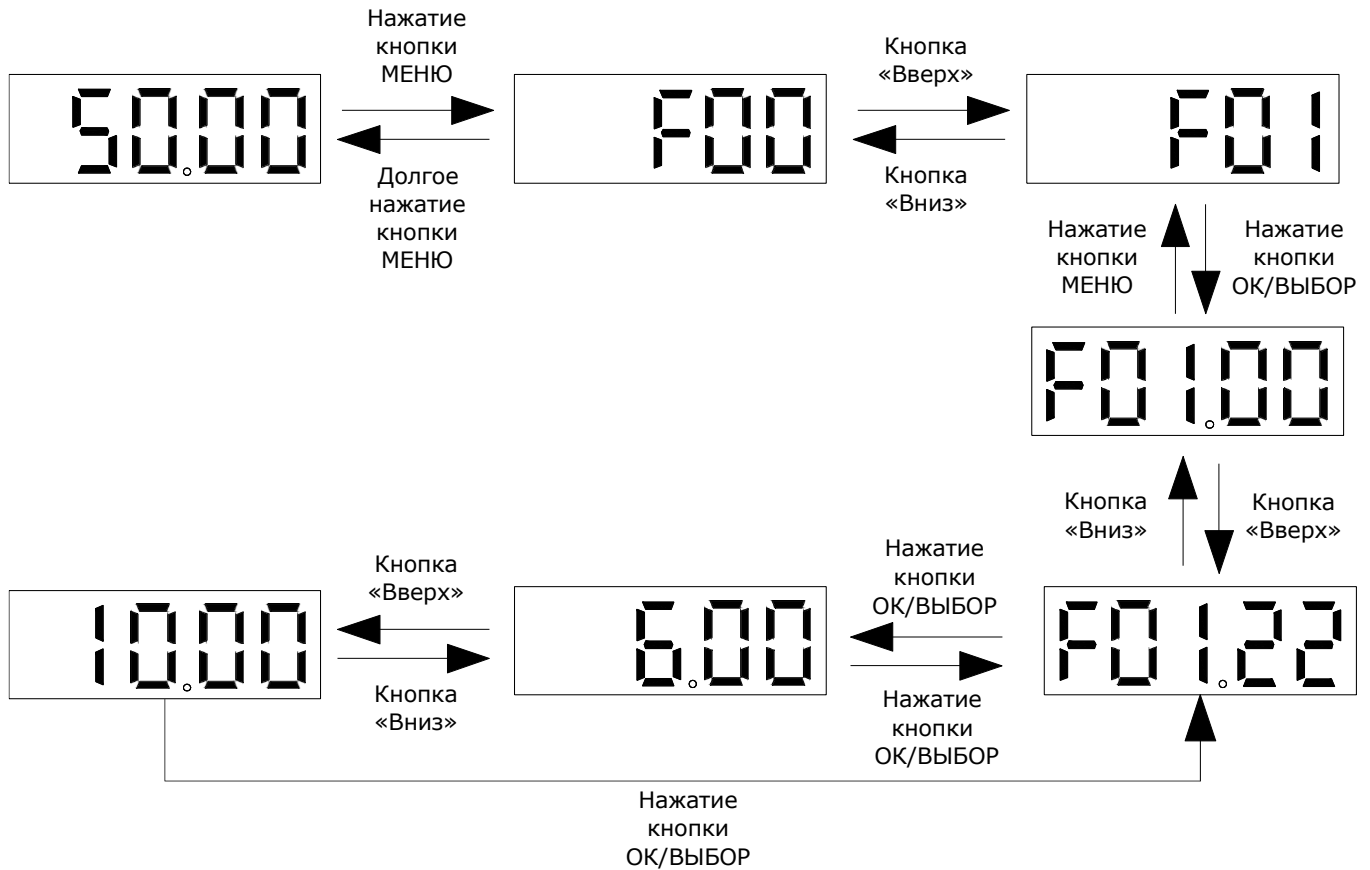 Нажатие
кнопки
МЕНЮ
50.00
Долгое
нажатие
кнопки
МЕНЮ
F00
Кнопка
«Вверх»
Кнопка
«Вниз»
F01
Нажатие
кнопки
МЕНЮ
Нажатие
кнопки
ОК/ВЫБОР
F01.00
Кнопка
«Вниз»
Кнопка
«Вверх»
F01.22
Нажатие
кнопки
ОК/ВЫБОР
Нажатие
кнопки
ОК/ВЫБОР
6.00
Кнопка
«Вверх»
Кнопка
«Вниз»
10.00
Нажатие
кнопки
ОК/ВЫБОР